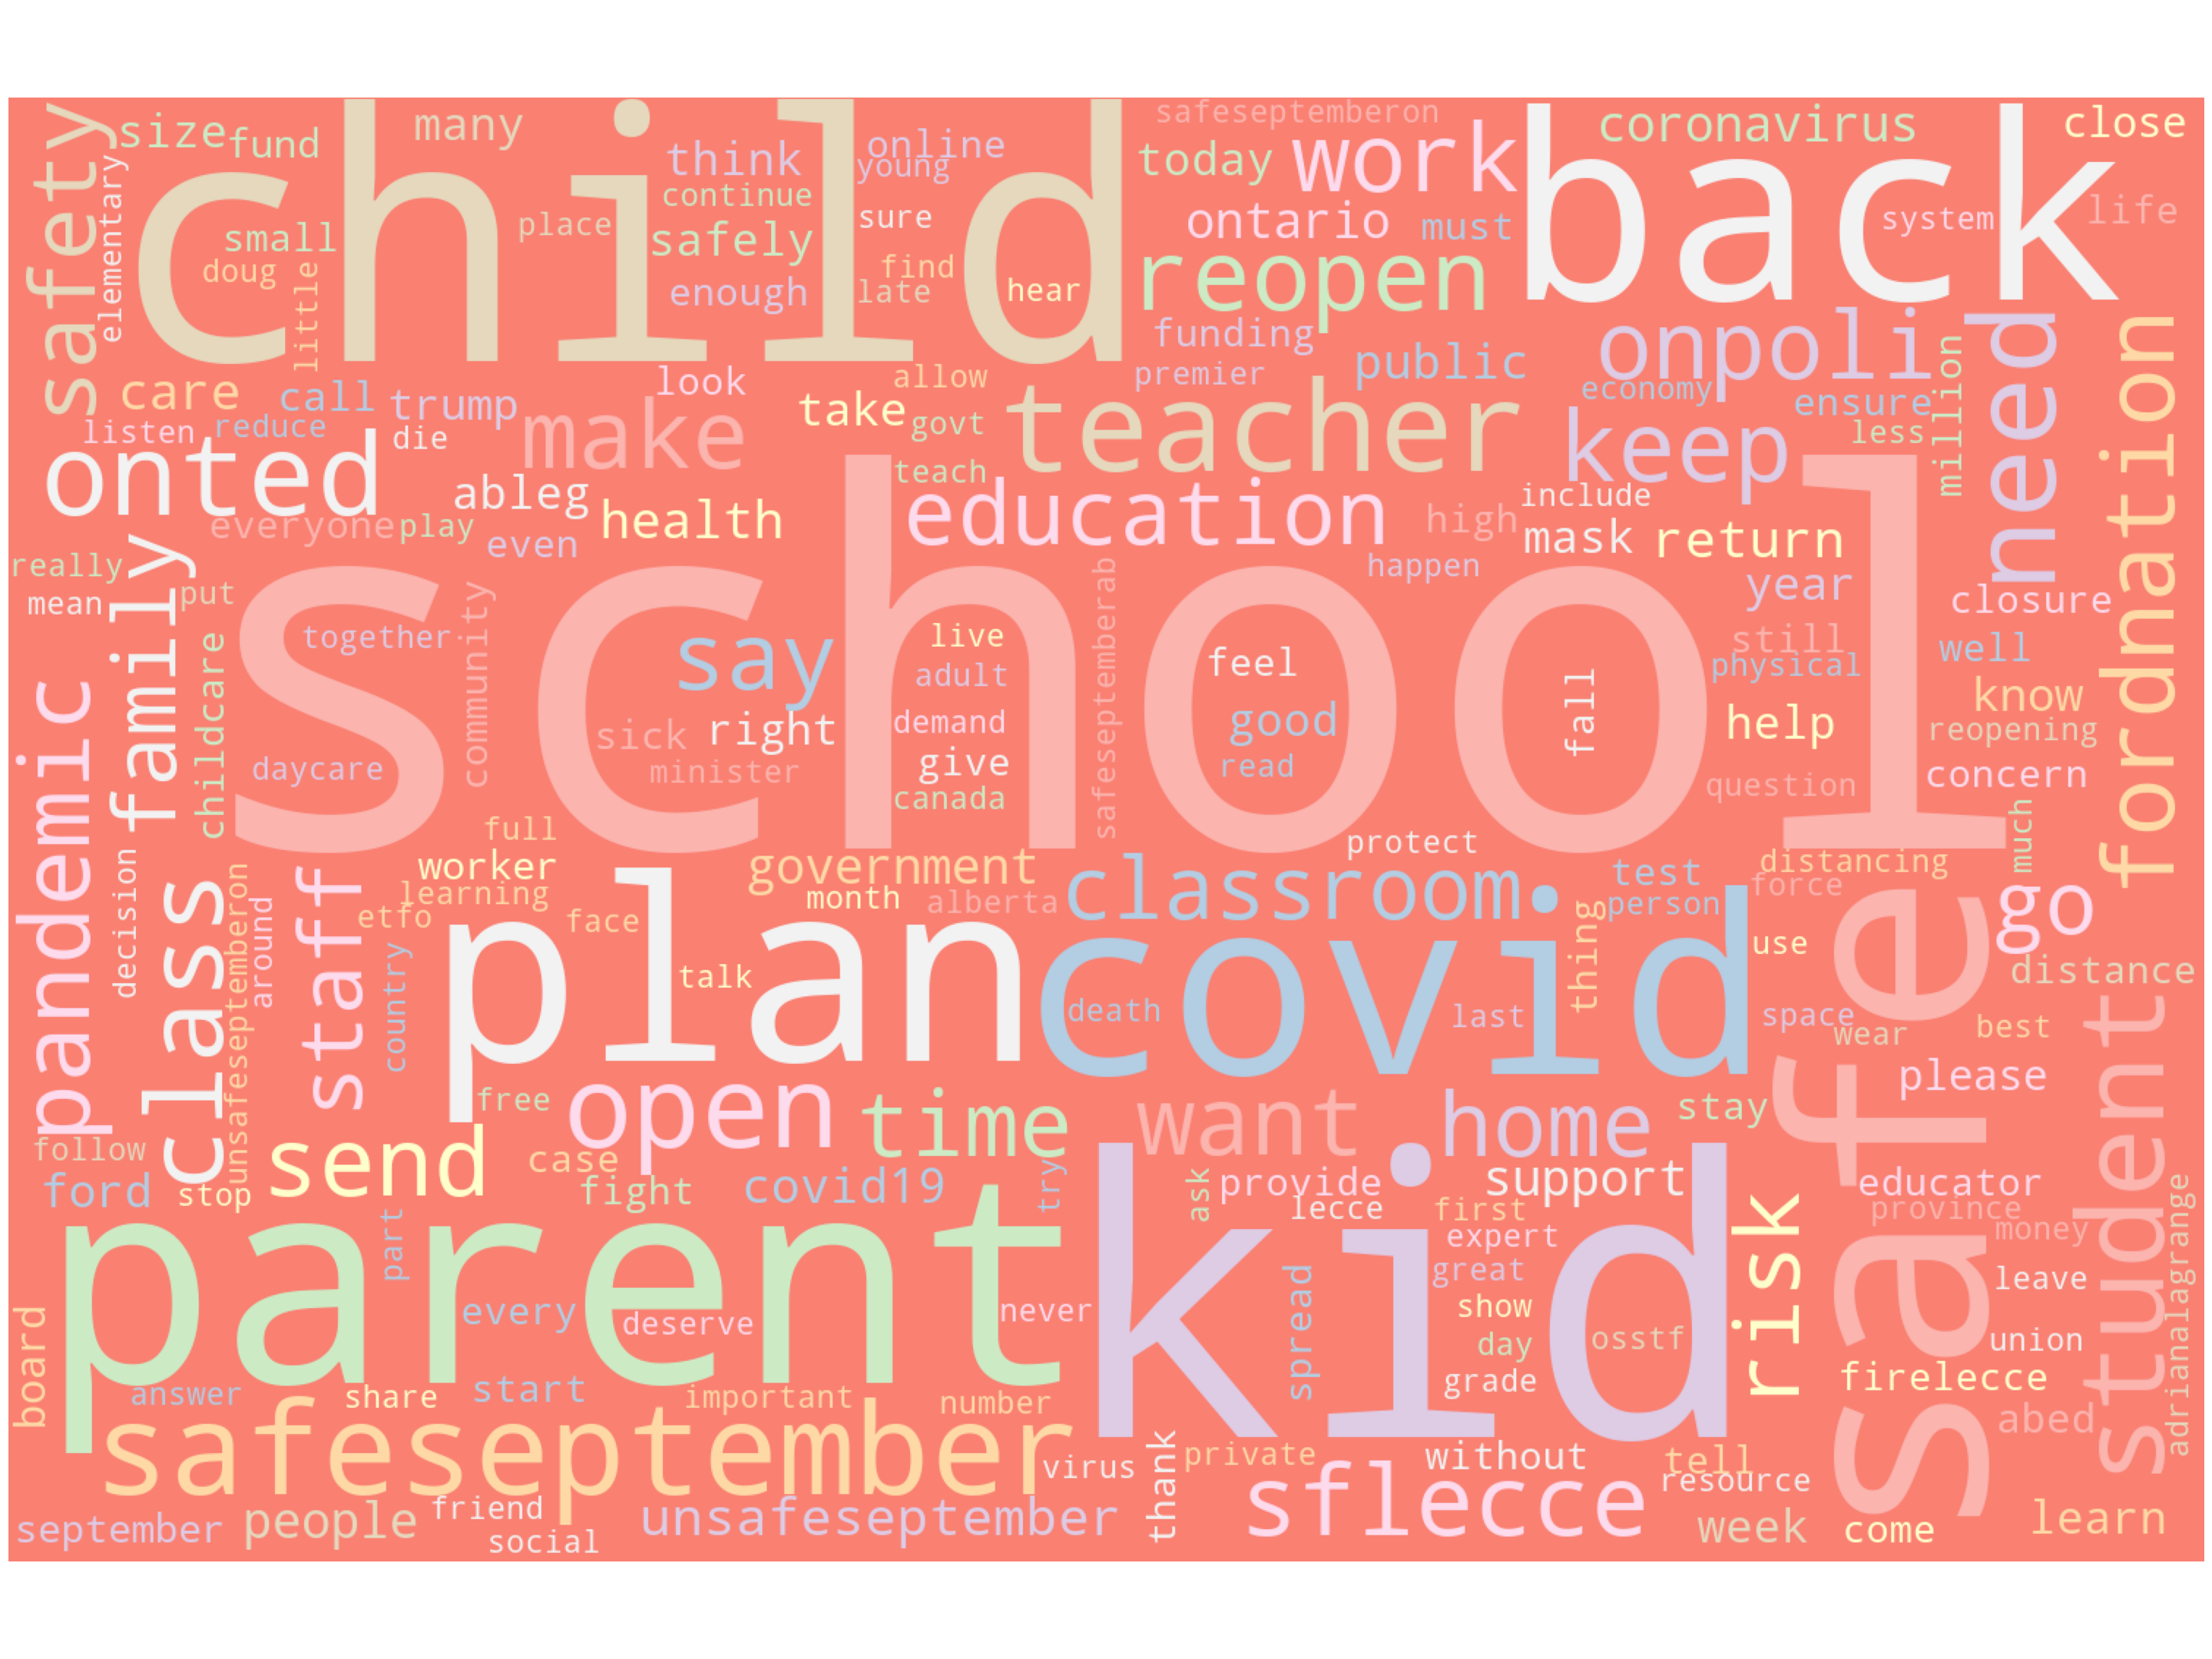 safety
size
fund
many
think
online
young
safeseptemberon
today
work
back
coronavirus
close
elementary
child
continue
place
safely
sure
ontario
must
system
life
small
doug
little
enough
find
late
hear
reopen
funding
onpoli
need
million
fordnation
care
call
trump
look
allow
premier
public
economy
ensure
listen
reduce
die
make
take
govt
teacher
keep
less
onted
ableg
health
teach
education
high
include
mask
return
everyone
play
even
happen
year
closure
really
mean
put
family
together
community
school
say
live
adult
safeseptemberab
feel
fall
still
physical
well
know
childcare
sick
right
demand
good
help
reopening
pandemic
daycare
minister
give
read
question
concern
canada
much
full
protect
class
decision
worker
learning
government
month
alberta
classroom
test
distancing
force
go
staff
etfo
face
plan
covid
thing
person
around
unsafeseptemberon
country
talk
death
last
use
space
wear
distance
best
safe
student
please
free
open
time
want
home
stay
follow
send
case
ford
stop
fight
covid19
try
ask
provide
support
educator
parent
part
lecce
first
province
money
expert
adrianalagrange
kid
risk
great
leave
board
every
deserve
never
spread
show
day
osstf
union
answer
share
start
important
number
grade
firelecce
abed
safeseptember
virus
thank
private
without
tell
resource
september
people
friend
social
unsafeseptember
sflecce
week
come
learn